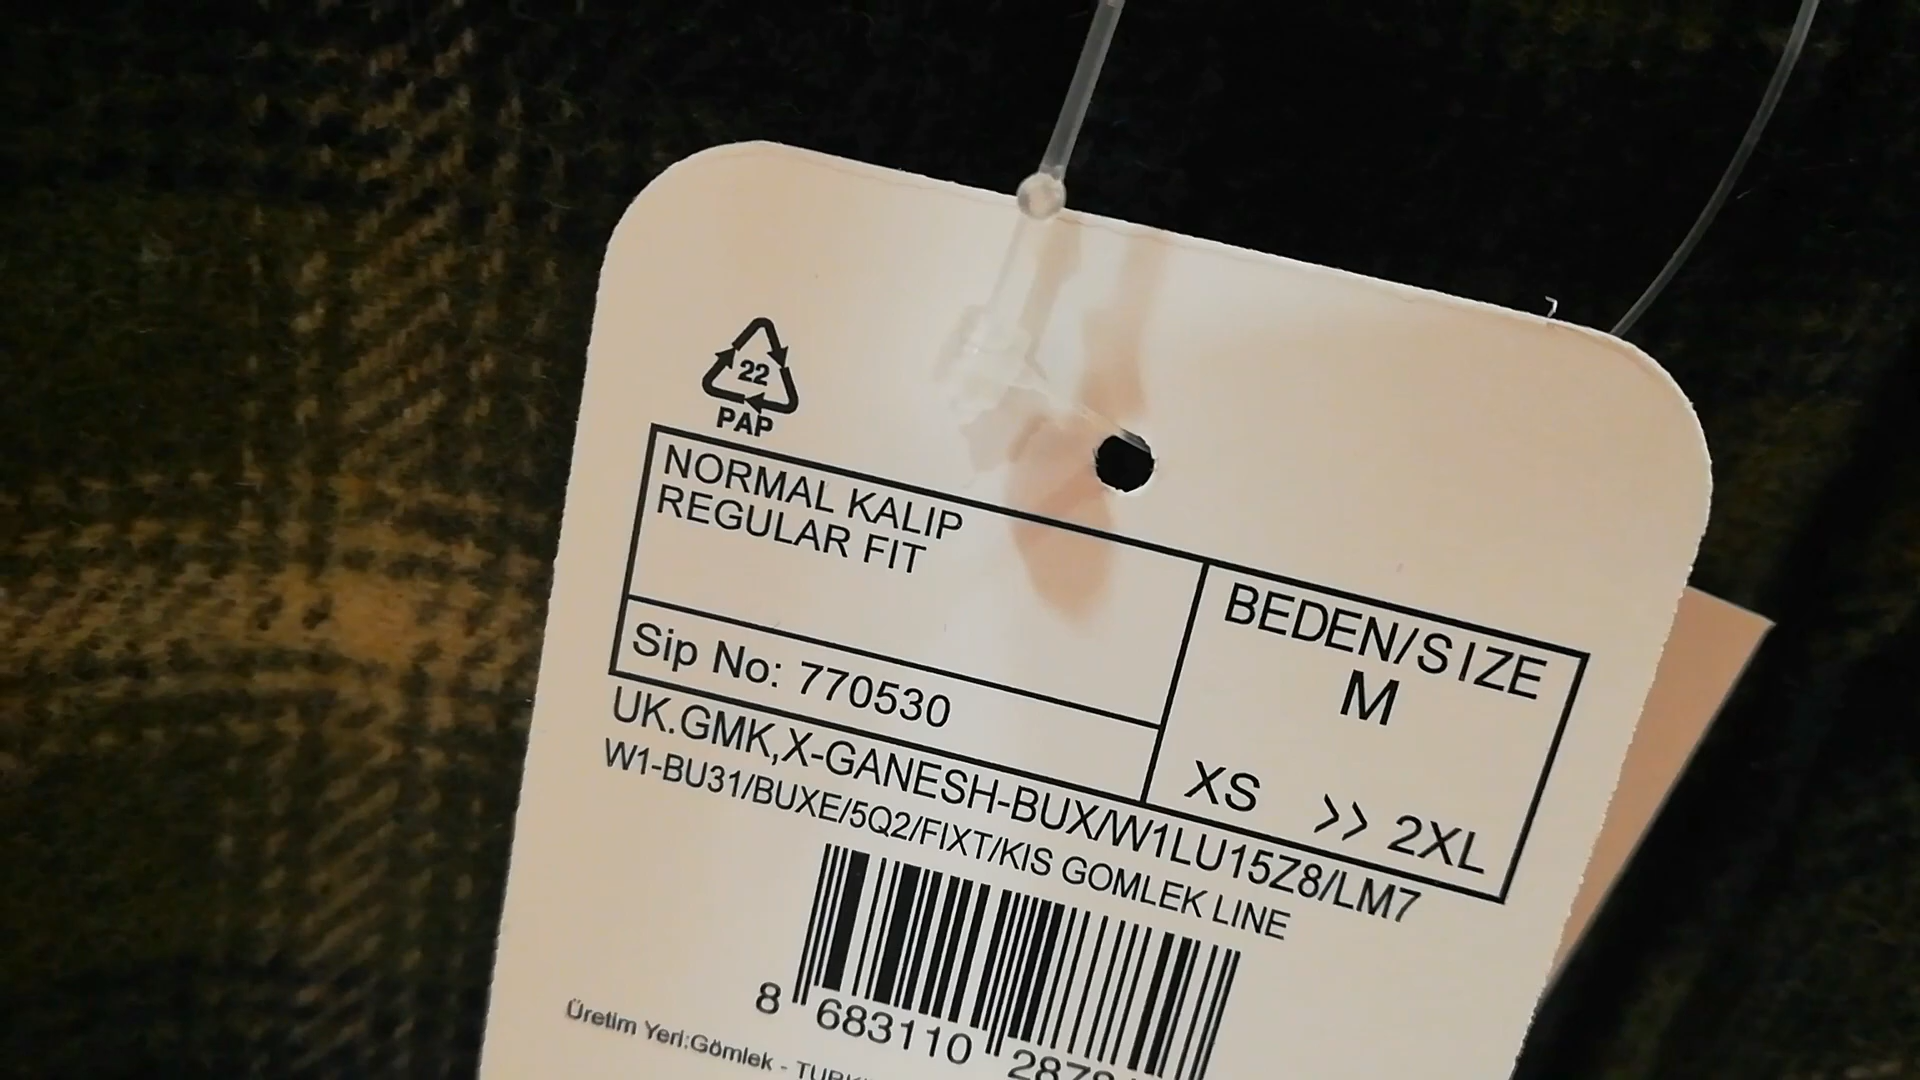 22
PAP
NORMAL KALIP
REGULAR FIT
BEDEN/SIZE
M
XS >> 2XL
Sip No: 770530
UK.GMK,X-GANESH-BUX/W1LU15Z8/LM7
W1-BU31/BUXE/5Q2/FIXT/KIS GOMLEK LINE
8 683110
Üretim Yeri:Gömlek -